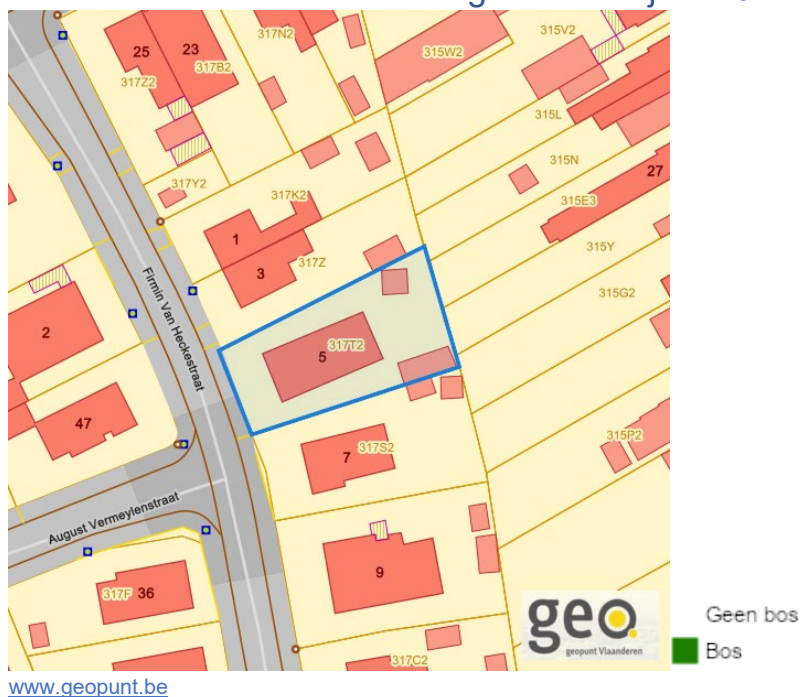 25
23
317Z2
317B2
317N2
315W2
315V2
315L
315N
27
315E3
317Y2
317K2
1
3
317Z
315Y
315G2
Firmin Van Heckestraat
2
5
317T2
47
7
317S2
315P2
August Vermeylenstraat
9
317F
36
317C2
geo
geopunt Vlaanderen
Geen bos
Bos
www.geopunt.be